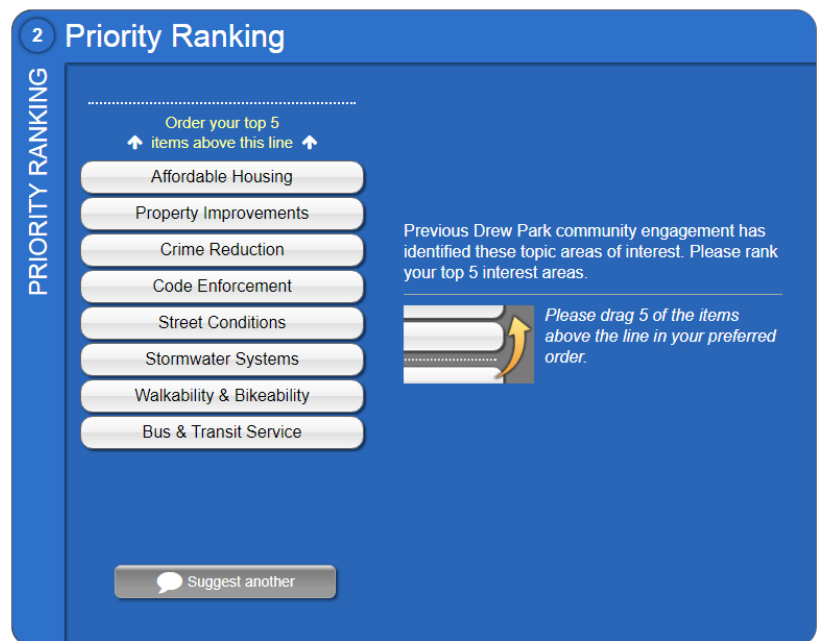 2 Priority Ranking
PRIORITY RANKING
Order your top 5
items above this line
Affordable Housing
Property Improvements
Crime Reduction
Code Enforcement
Street Conditions
Stormwater Systems
Walkability & Bikeability
Bus & Transit Service
Suggest another
Previous Drew Park community engagement has
identified these topic areas of interest. Please rank
your top 5 interest areas.
Please drag 5 of the items
above the line in your preferred
order.